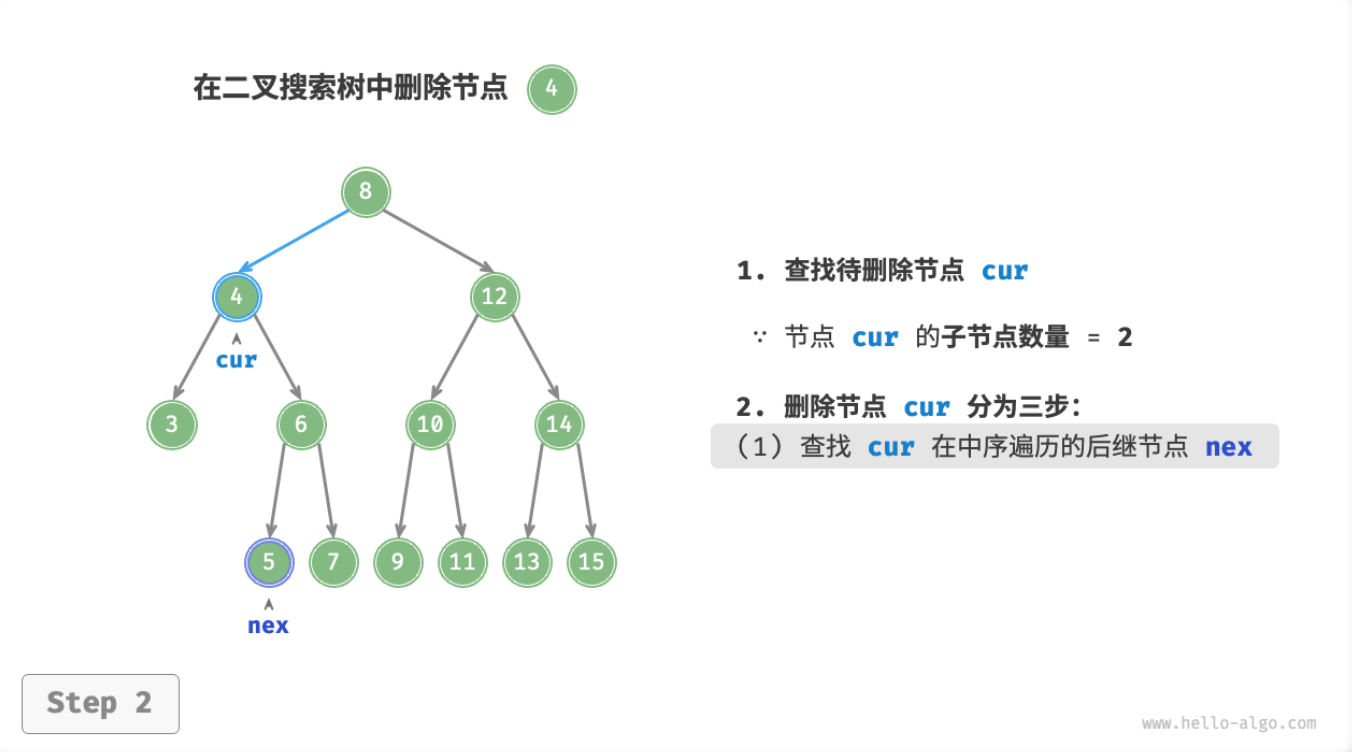 在二叉搜索树中删除节点 4
8
4 12
cur
3 6 10 14
5 7 9 11 13 15
nex
1. 查找待删除节点 cur
∵ 节点 cur 的子节点数量 = 2
2. 删除节点 cur 分为三步：
(1) 查找 cur 在中序遍历的后继节点 nex
Step 2
www.hello-algo.com